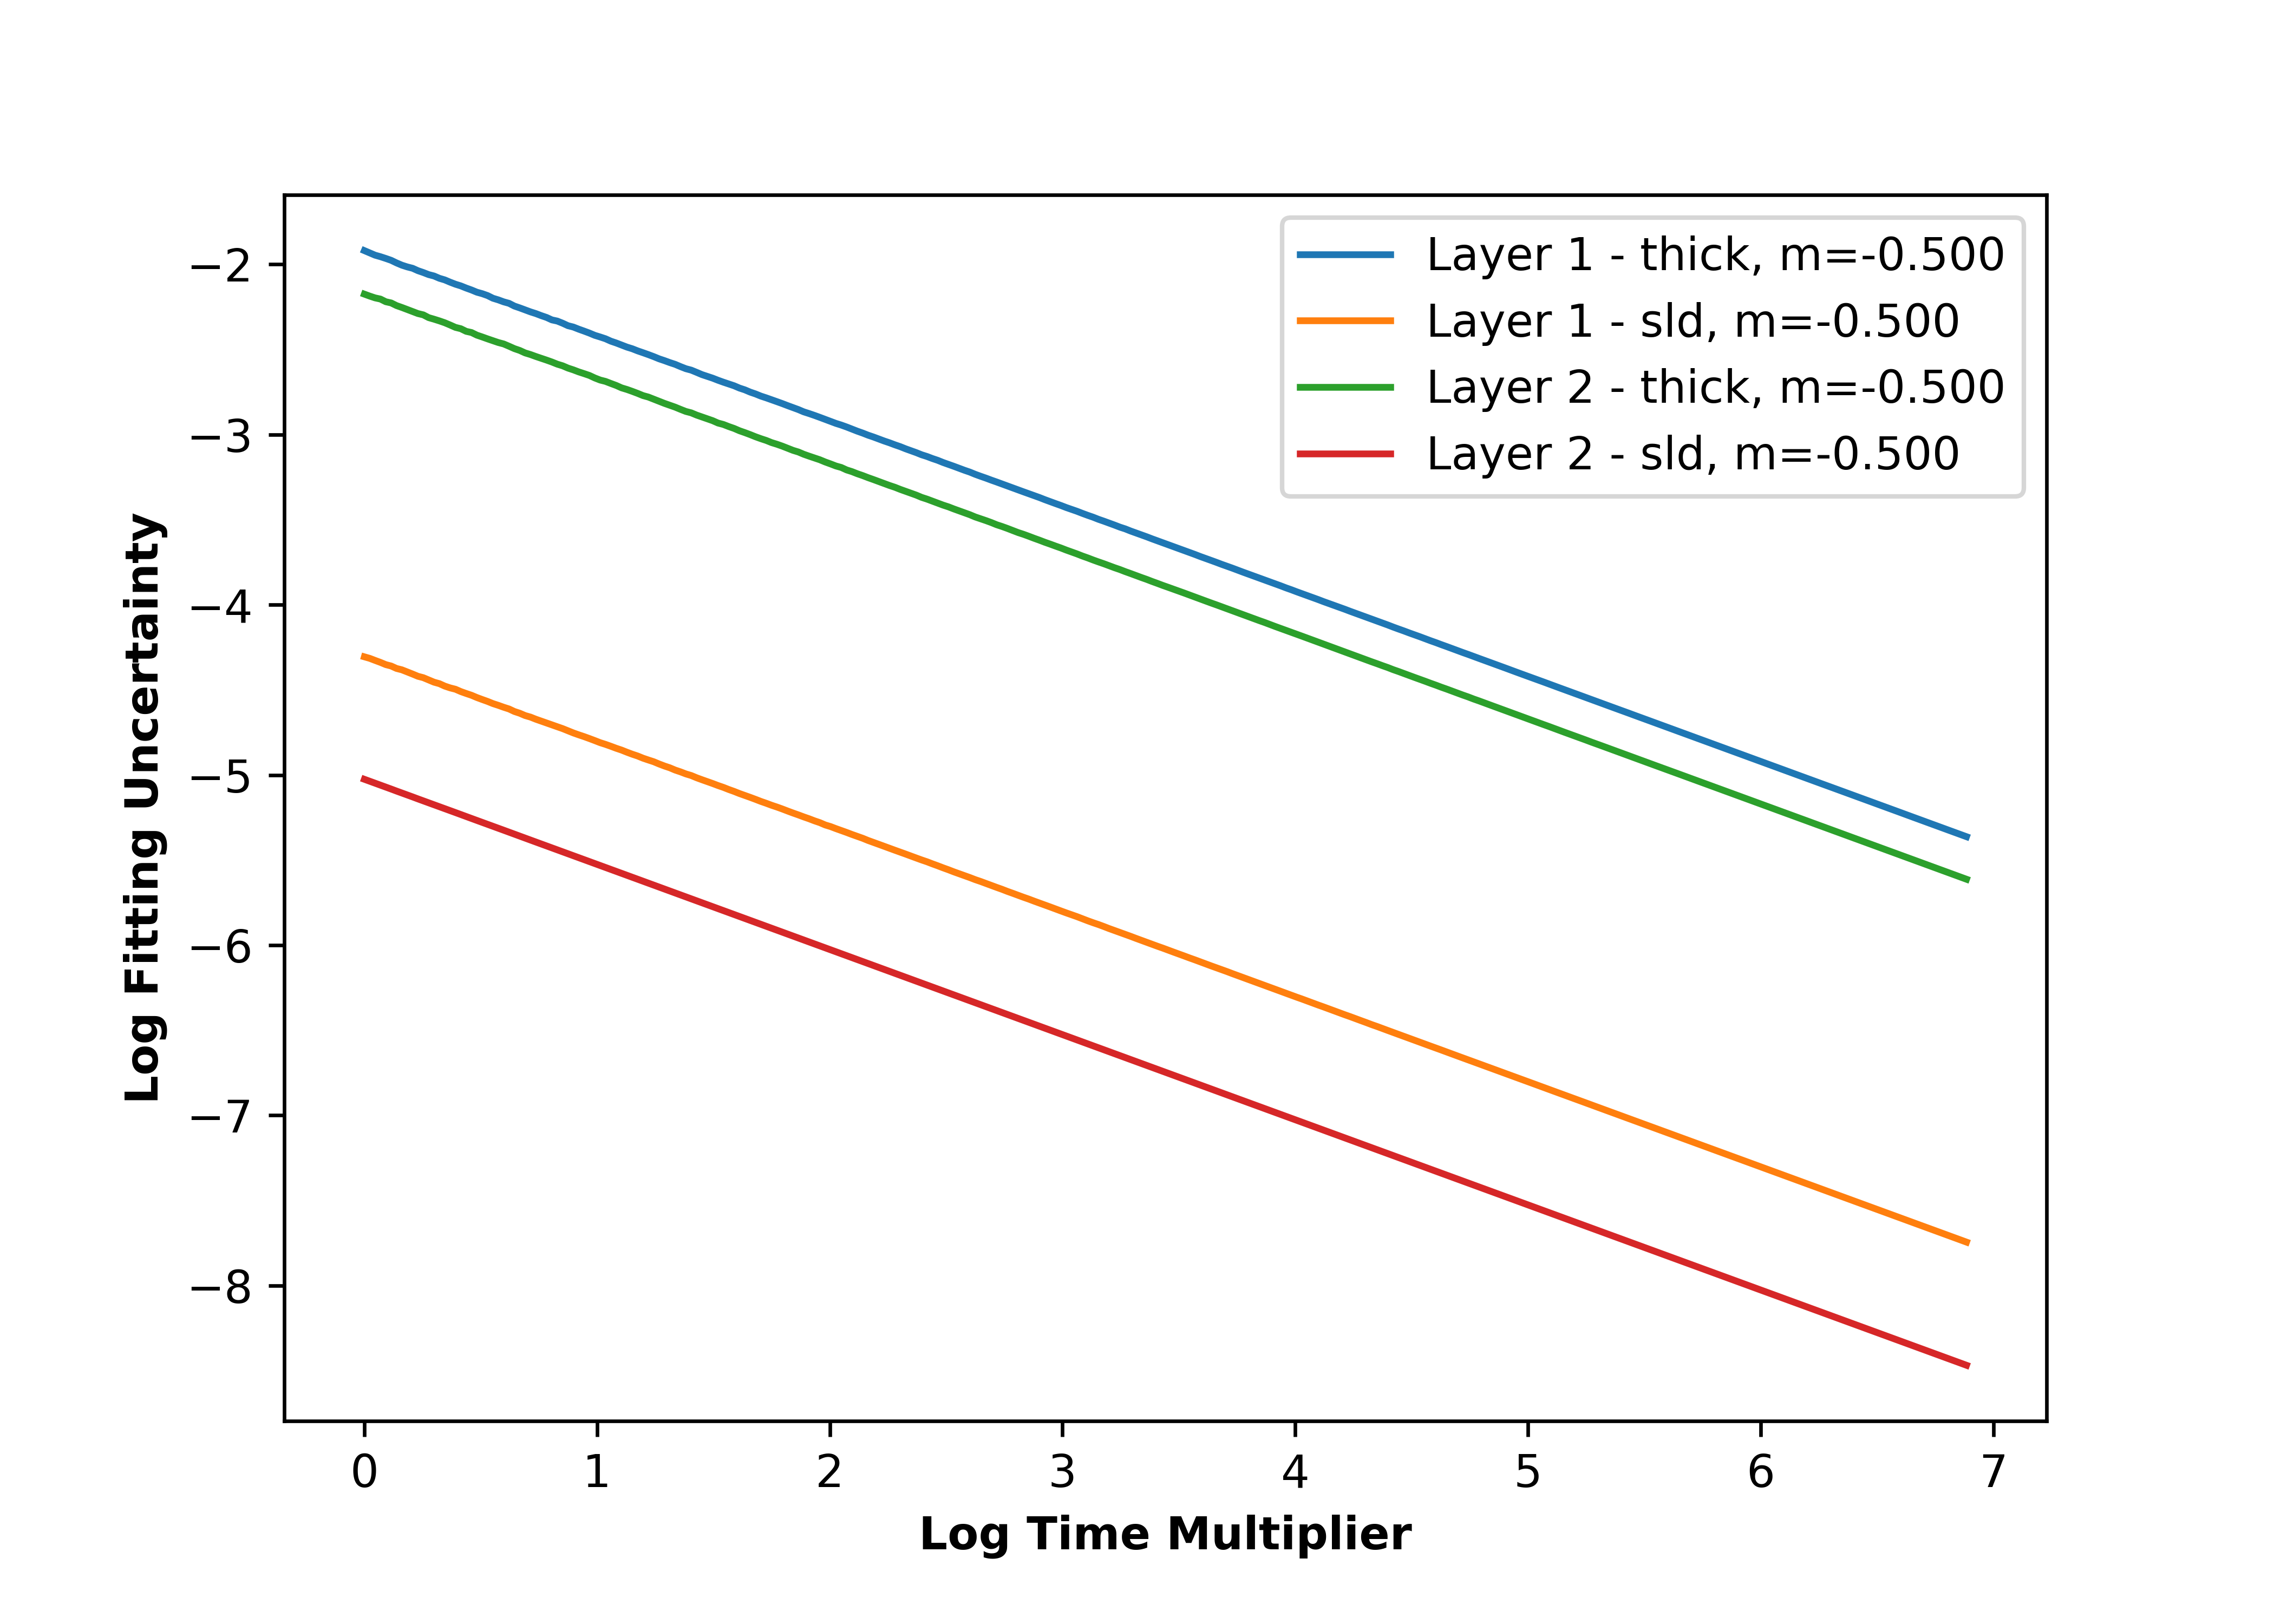 Layer 1 - thick, m=-0.500
Layer 1 - sld, m=-0.500
Layer 2 - thick, m=-0.500
Layer 2 - sld, m=-0.500
−2
−3
−4
−5
−6
−7
−8
Log Fitting Uncertainty
0 1 2 3 4 5 6 7
Log Time Multiplier